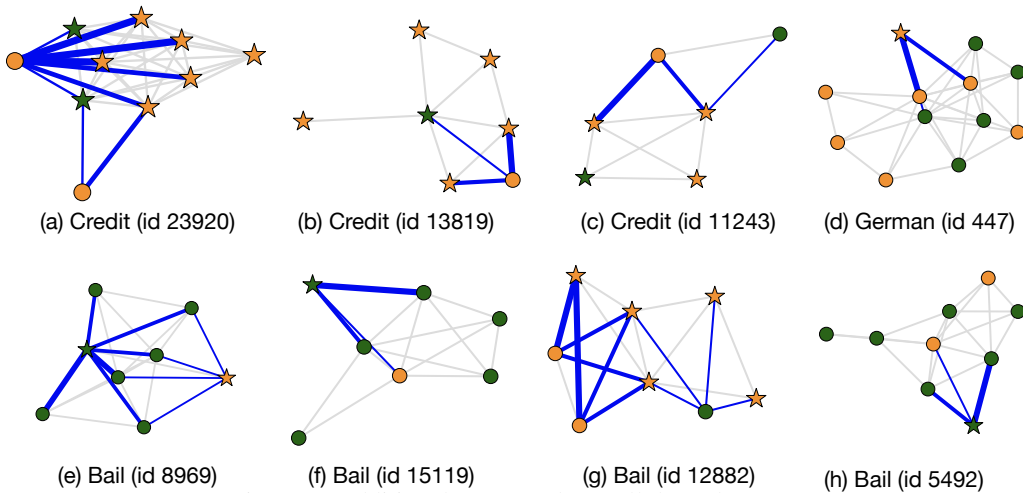 (a) Credit (id 23920)
(b) Credit (id 13819)
(c) Credit (id 11243)
(d) German (id 447)
(e) Bail (id 8969)
(f) Bail (id 15119)
(g) Bail (id 12882)
(h) Bail (id 5492)